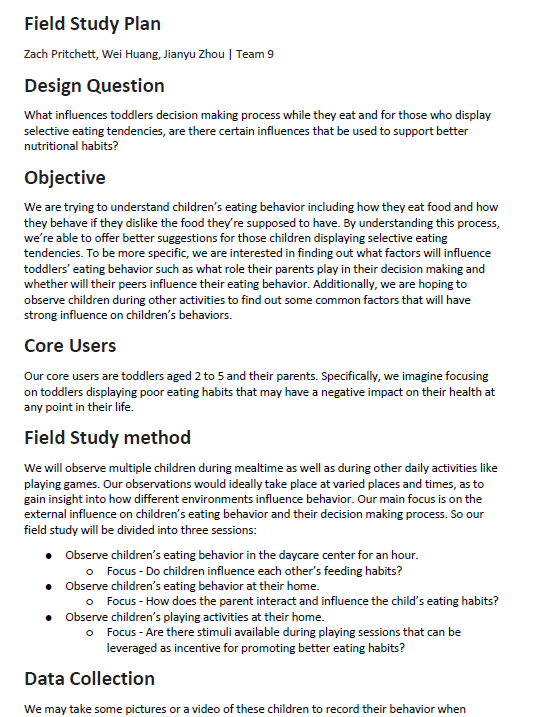 Field Study Plan
Zach Pritchett, Wei Huang, Jianyu Zhou | Team 9
Design Question
What influences toddlers decision making process while they eat and for those who display
selective eating tendencies, are there certain influences that be used to support better
nutritional habits?
Objective
We are trying to understand children's eating behavior including how they eat food and how
they behave if they dislike the food they're supposed to have. By understanding this process,
we're able to offer better suggestions for those children displaying selective eating
tendencies. To be more specific, we are interested in finding out what factors will influence
toddlers' eating behavior such as what role their parents play in their decision making and
whether will their peers influence their eating behavior. Additionally, we are hoping to
observe children during other activities to find out some common factors that will have
strong influence on children's behaviors.
Core Users
Our core users are toddlers aged 2 to 5 and their parents. Specifically, we imagine focusing
on toddlers displaying poor eating habits that may have a negative impact on their health at
any point in their life.
Field Study method
We will observe multiple children during mealtime as well as during other daily activities like
playing games. Our observations would ideally take place at varied places and times, as to
gain insight into how different environments influence behavior. Our main focus is on the
external influence on children's eating behavior and their decision making process. So our
field study will be divided into three sessions:
● Observe children's eating behavior in the daycare center for an hour.
o Focus - Do children influence each other's feeding habits?
● Observe children's eating behavior at their home.
o Focus - How does the parent interact and influence the child's eating habits?
● Observe children's playing activities at their home.
o Focus - Are there stimuli available during playing sessions that can be
leveraged as incentive for promoting better eating habits?
Data Collection
We may take some pictures or a video of these children to record their behavior when